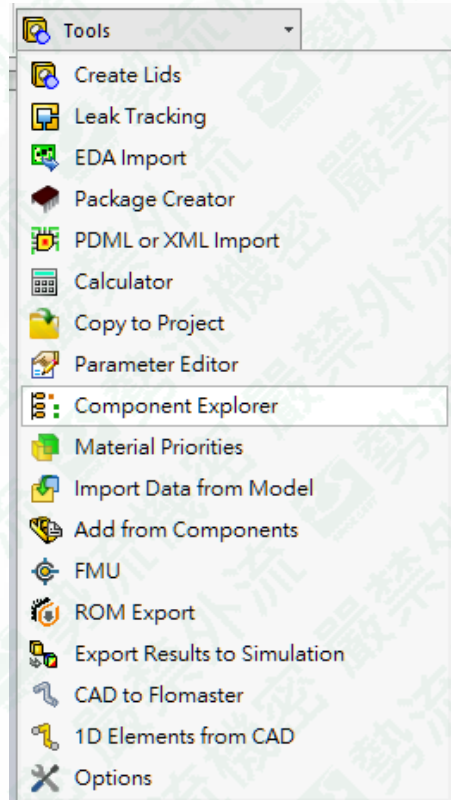 Tools
Create Lids
Leak Tracking
EDA Import
Package Creator
PDML or XML Import
Calculator
Copy to Project
Parameter Editor
Component Explorer
Material Priorities
Import Data from Model
Add from Components
FMU
ROM Export
Export Results to Simulation
CAD to Flomaster
1D Elements from CAD
Options